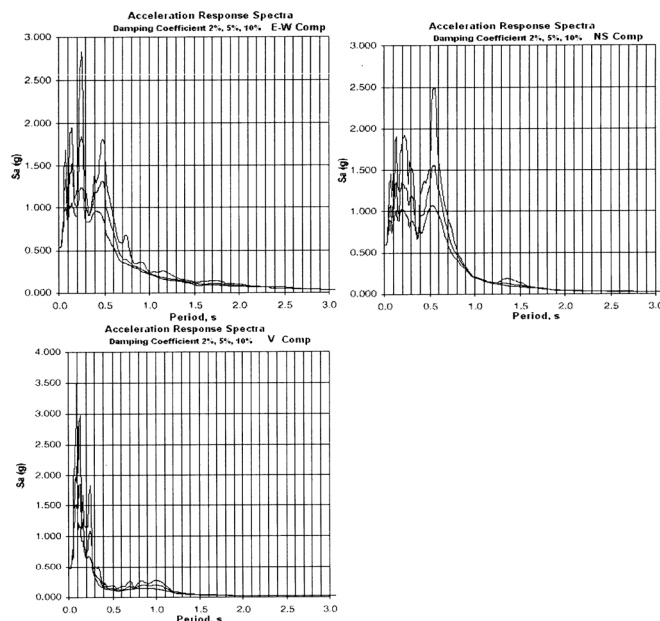 Acceleration Response Spectra
Damping Coefficient 2%, 5%, 10% E-W Comp
3.000
2.500
2.000
1.500
1.000
0.500
0.000
Sa (g)
0.0 0.5 1.0 1.5 2.0 2.5 3.0
Period, s
Acceleration Response Spectra
Damping Coefficient 2%, 5%, 10% NS Comp
3.000
2.500
2.000
1.500
1.000
0.500
0.000
Sa (g)
0.0 0.5 1.0 1.5 2.0 2.5 3.0
Period, s
Acceleration Response Spectra
Damping Coefficient 2%, 5%, 10% V Comp
4.000
3.500
3.000
2.500
2.000
1.500
1.000
0.500
0.000
Sa (g)
0.0 0.5 1.0 1.5 2.0 2.5 3.0
Period, s